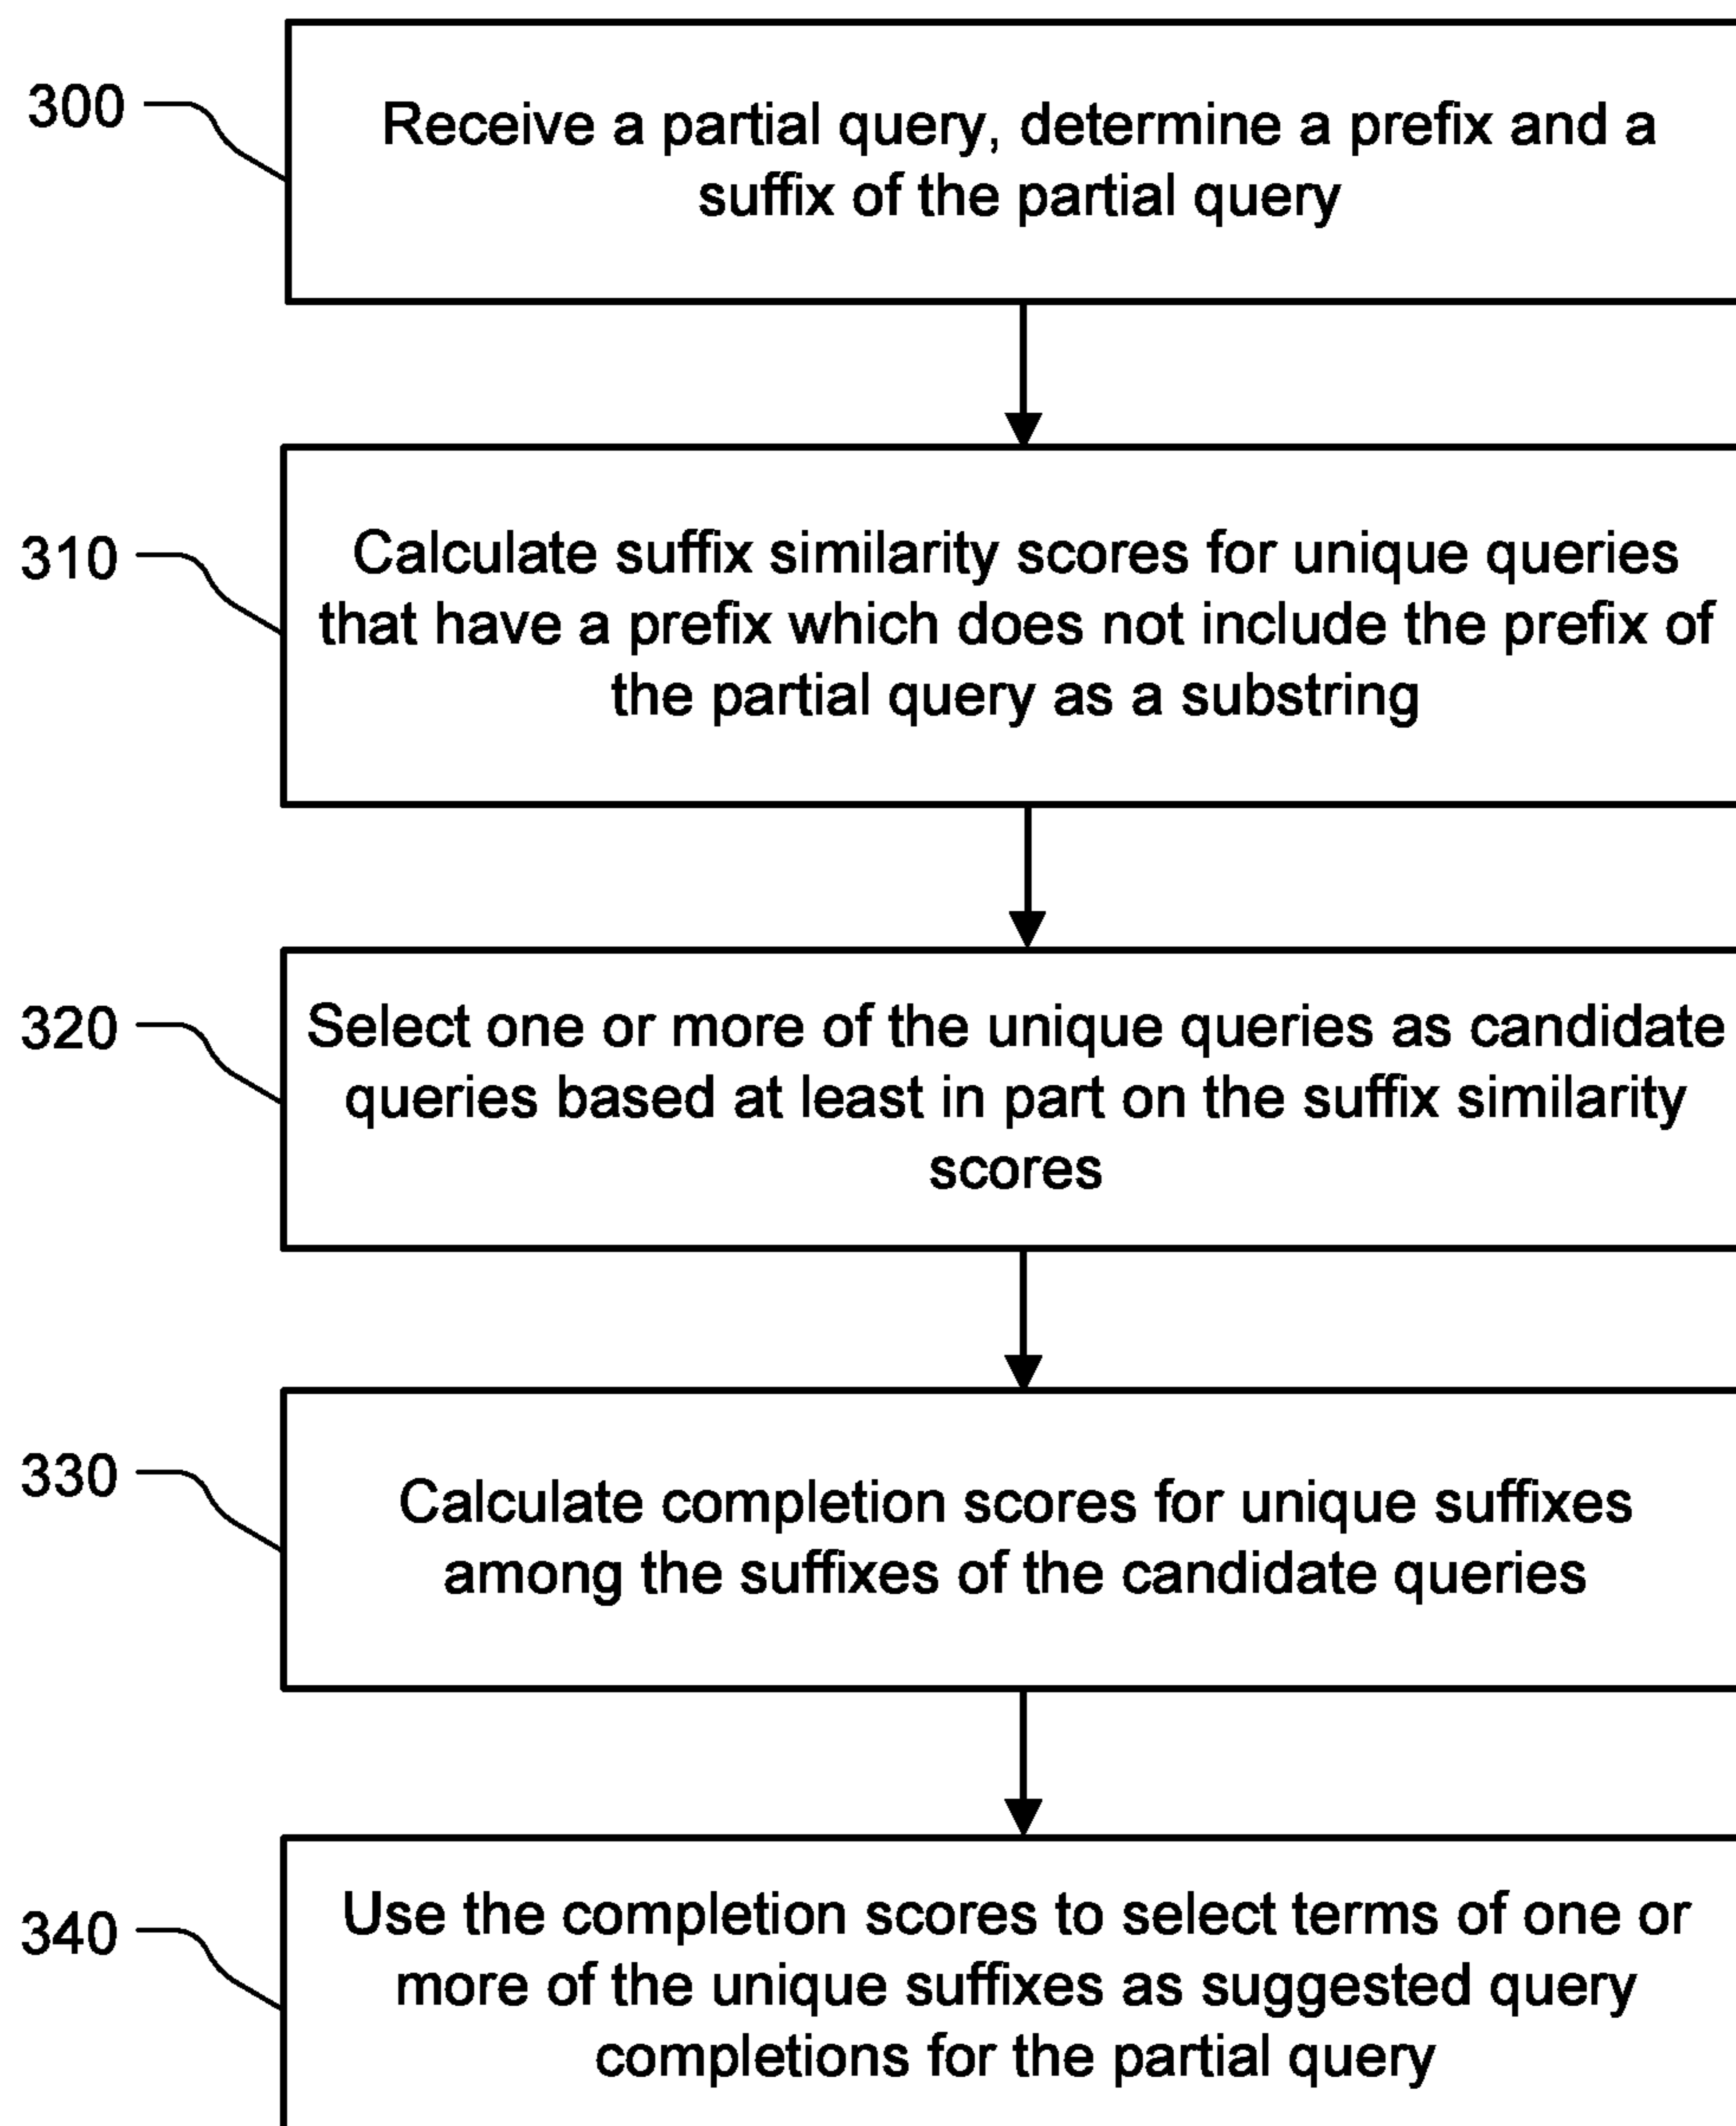 300
Receive a partial query, determine a prefix and a
suffix of the partial query
310
Calculate suffix similarity scores for unique queries
that have a prefix which does not include the prefix of
the partial query as a substring
320
Select one or more of the unique queries as candidate
queries based at least in part on the suffix similarity
scores
330
Calculate completion scores for unique suffixes
among the suffixes of the candidate queries
340
Use the completion scores to select terms of one or
more of the unique suffixes as suggested query
completions for the partial query